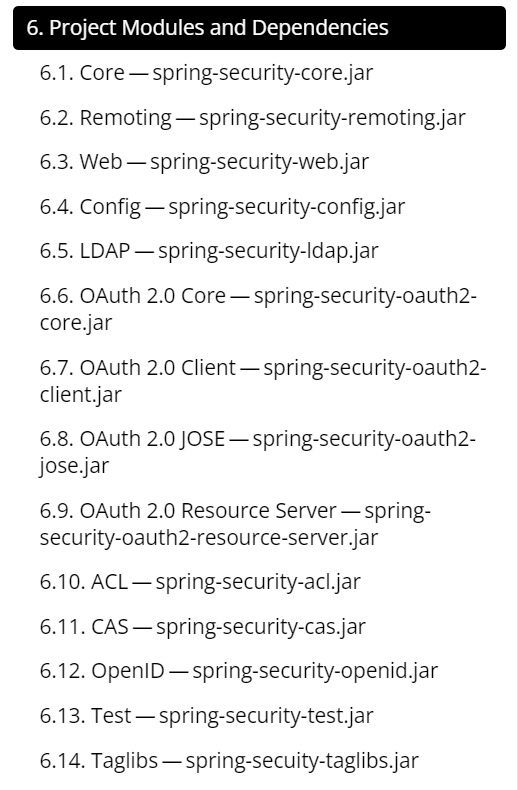 6. Project Modules and Dependencies
6.1. Core — spring-security-core.jar
6.2. Remoting — spring-security-remoting.jar
6.3. Web — spring-security-web.jar
6.4. Config — spring-security-config.jar
6.5. LDAP — spring-security-ldap.jar
6.6. OAuth 2.0 Core — spring-security-oauth2-
core.jar
6.7. OAuth 2.0 Client — spring-security-oauth2-
client.jar
6.8. OAuth 2.0 JOSE — spring-security-oauth2-
jose.jar
6.9. OAuth 2.0 Resource Server — spring-
security-oauth2-resource-server.jar
6.10. ACL — spring-security-acl.jar
6.11. CAS — spring-security-cas.jar
6.12. OpenID — spring-security-openid.jar
6.13. Test — spring-security-test.jar
6.14. Taglibs — spring-secuity-taglibs.jar